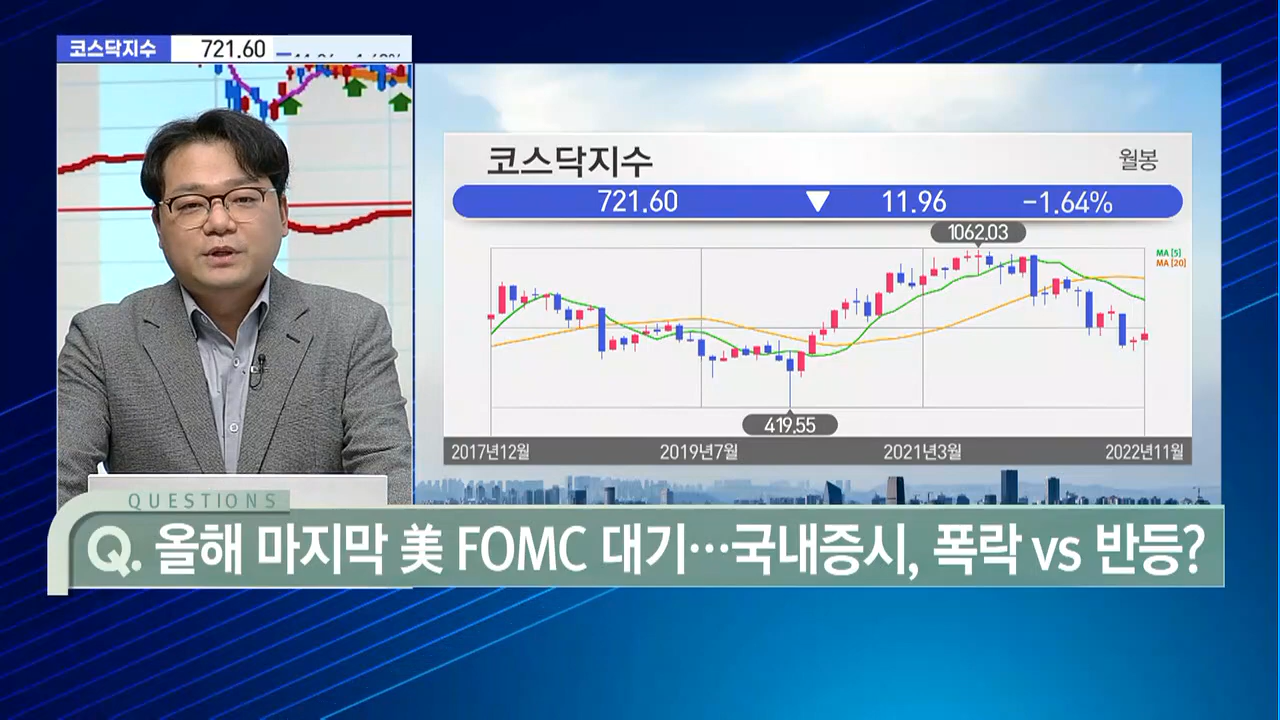 코스닥지수 721.60
코스닥지수 월봉
721.60 ▼ 11.96 -1.64%
1062.03
MA [5]
MA [20]
419.55
2017년12월 2019년7월 2021년3월 2022년11월
QUESTIONS
Q. 올해 마지막 美 FOMC 대기…국내증시, 폭락 vs 반등?